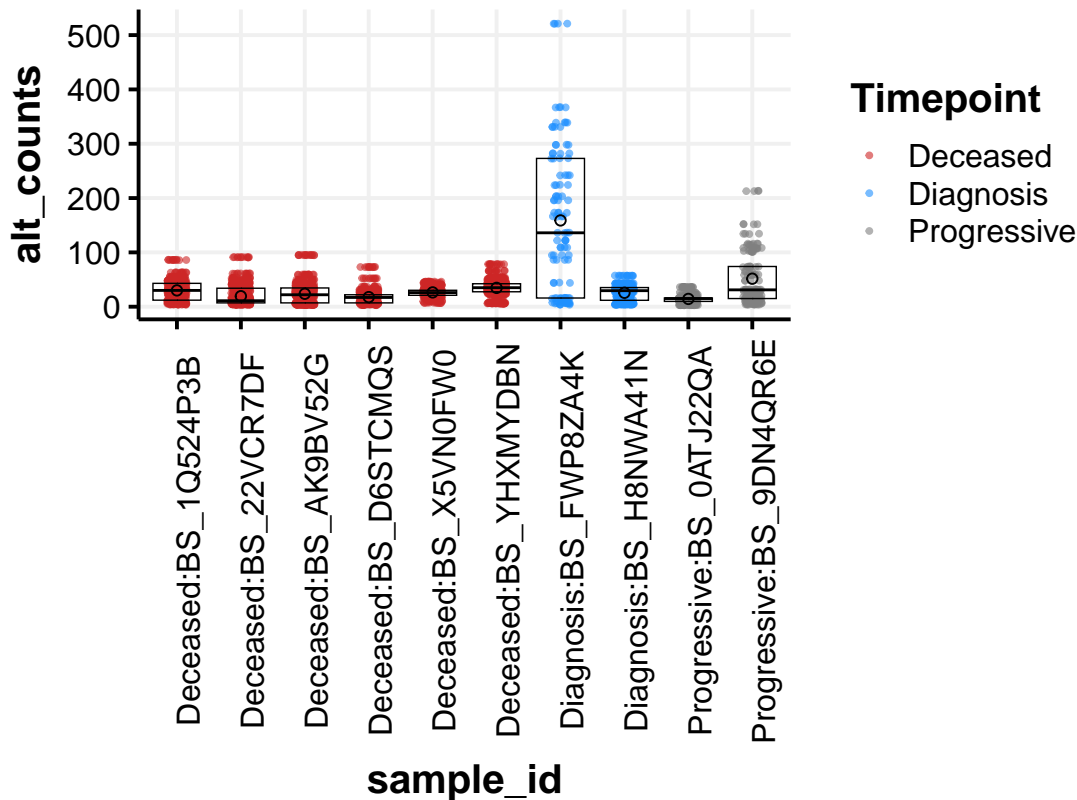 alt_counts
500
400
300
200
100
0
Deceased:BS_1Q524P3B
Deceased:BS_22VCR7DF
Deceased:BS_AK9BV52G
Deceased:BS_D6STCMQS
Deceased:BS_X5VN0FW0
Deceased:BS_YHXMYDBN
Diagnosis:BS_FWP8ZA4K
Diagnosis:BS_H8NWA41N
Progressive:BS_0ATJ22QA
Progressive:BS_9DN4QR6E
sample_id
Timepoint
Deceased
Diagnosis
Progressive